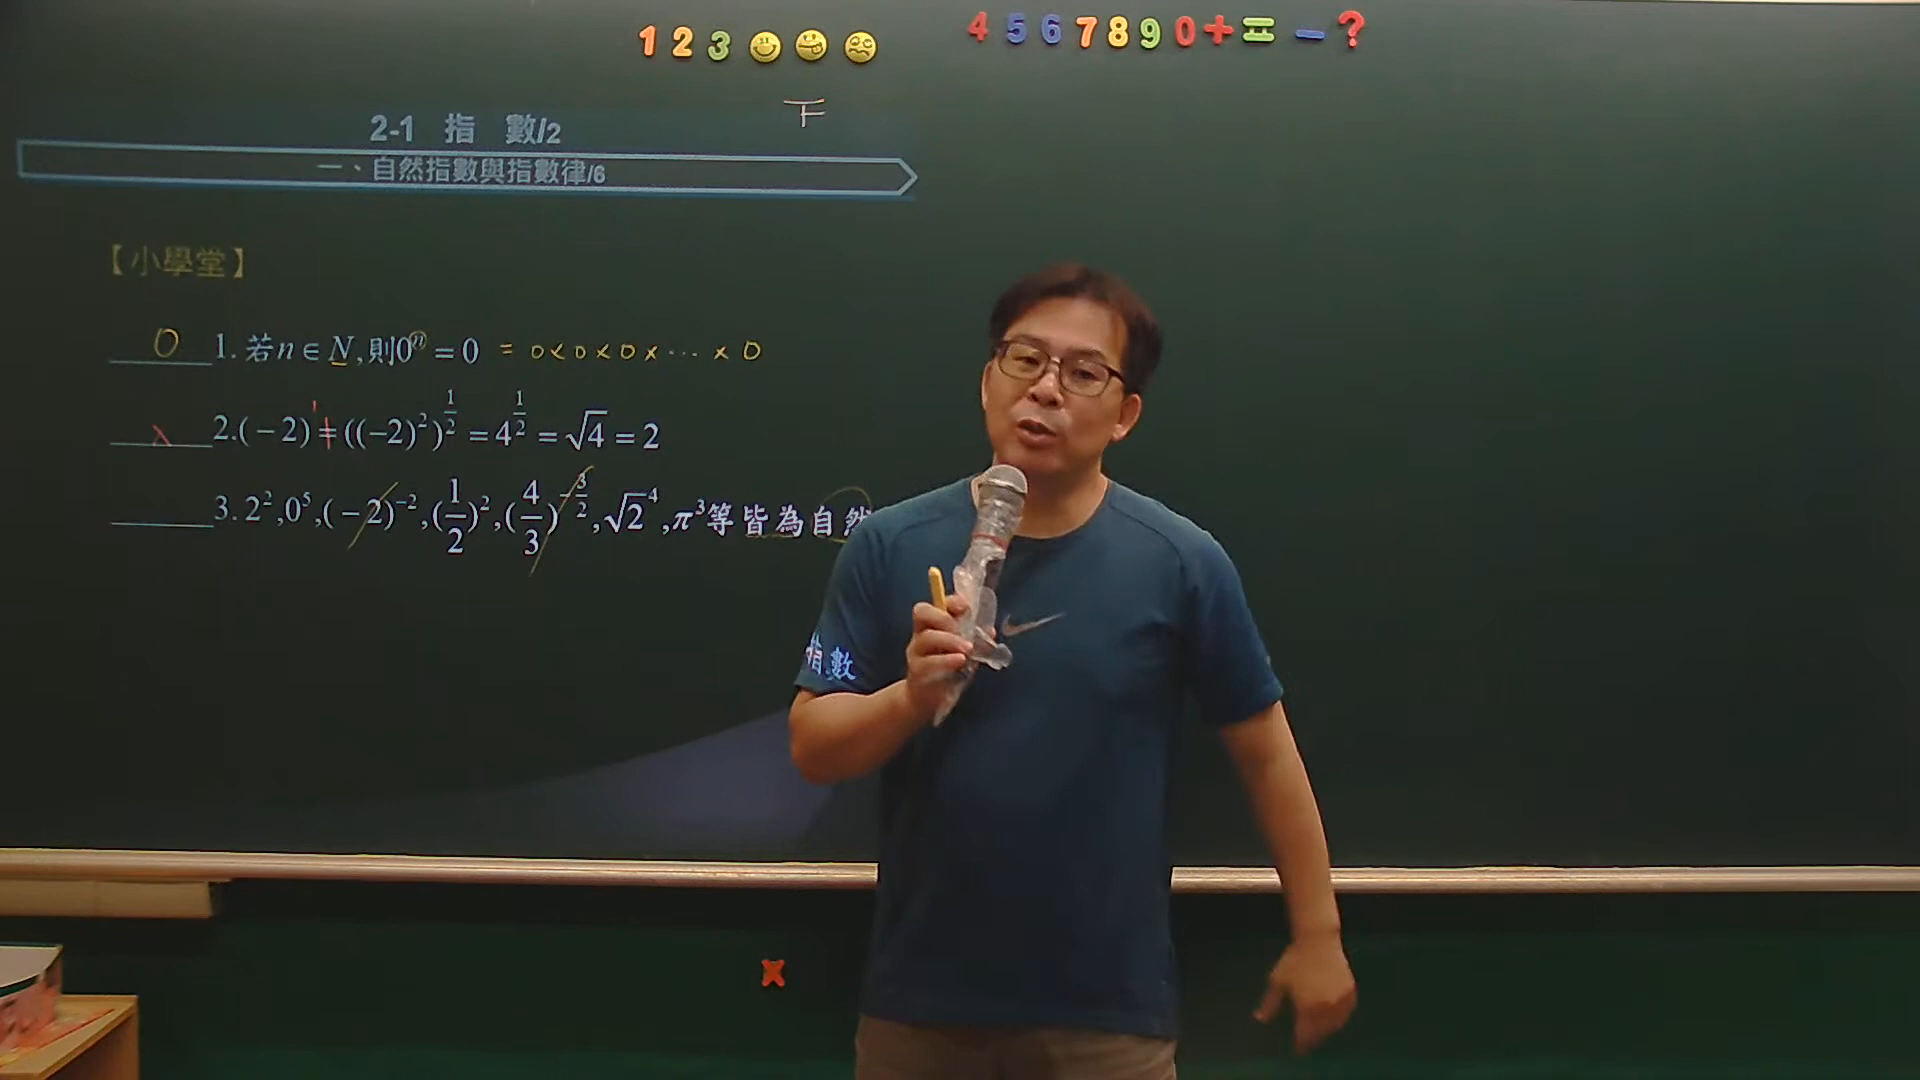 1 2 3 4 5 6 7 8 9 0 + = − ?
下
2-1 指 數/2
一、自然指數與指數律/6
【小學堂】
O 1. 若n∈N,則0ⁿ=0 = 0×0×0×⋯×0
× 2.(−2)¹≠((−2)²)^{1/2}=4^{1/2}=√4=2
3. 2²,0⁵,(−2)⁻²,(1/2)²,(4/3)^{-3/2},√2⁴,π³等皆為自然
指數
×